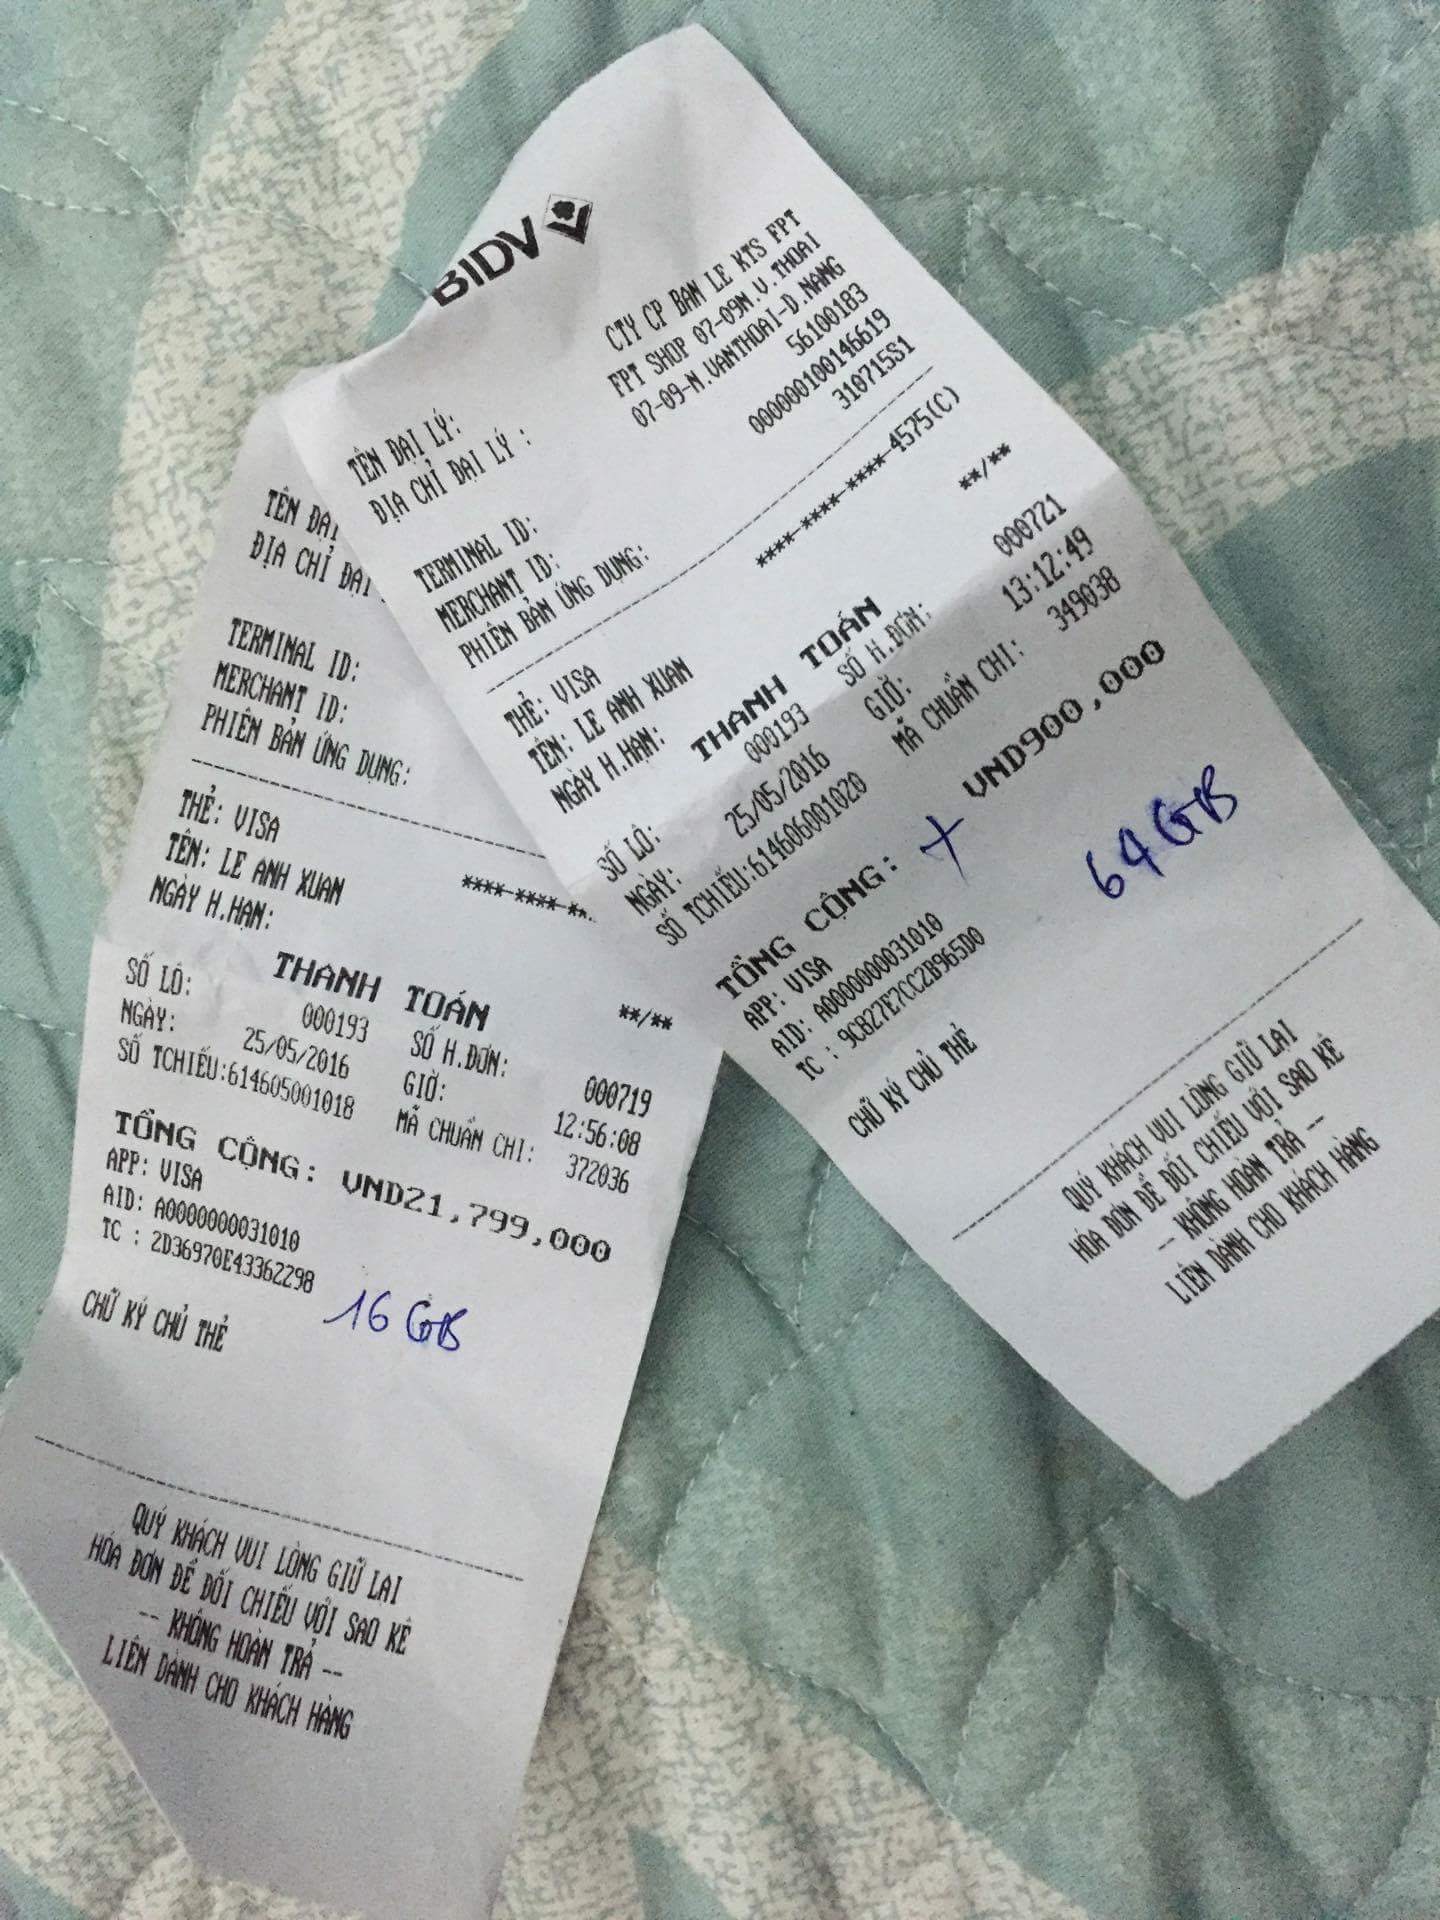 BIDV
TÊN ĐẠI LÝ: CTY CP BAN LE KTS FPT
FPT SHOP 07-09N.V.THOAI
ĐỊA CHỈ ĐẠI LÝ : 07-09-N.VANTHOAI-D.NANG
TERMINAL ID: 56100183
MERCHANT ID: 000000100146619
PHIÊN BẢN ỨNG DỤNG: 310715S1
THẺ: VISA **** **** **** 4575(C)
TÊN: LE ANH XUAN
NGÀY H.HẠN: **/**
THANH TOÁN
SỐ LÔ: 000193 SỐ H.ĐƠN: 000721
NGÀY: 25/05/2016 GIỜ: 13:12:49
SỐ TCHIẾU:614606001020 MÃ CHUẨN CHI: 349038
TỔNG CỘNG: VND900,000
APP: VISA
AID: A0000000031010
TC : 9CB27E7CC2B965D0
+ 64GB
CHỮ KÝ CHỦ THẺ
QUÝ KHÁCH VUI LÒNG GIỮ LẠI
HÓA ĐƠN ĐỂ ĐỐI CHIẾU VỚI SAO KÊ
-- KHÔNG HOÀN TRẢ --
LIÊN DÀNH CHO KHÁCH HÀNG
TÊN ĐẠI
ĐỊA CHỈ ĐẠI
TERMINAL ID:
MERCHANT ID:
PHIÊN BẢN ỨNG DỤNG:
THẺ: VISA
TÊN: LE ANH XUAN **** **** **
NGÀY H.HẠN: **/**
THANH TOÁN
SỐ LÔ: 000193 SỐ H.ĐƠN: 000719
NGÀY: 25/05/2016 GIỜ: 12:56:08
SỐ TCHIẾU:614605001018 MÃ CHUẨN CHI: 372036
TỔNG CỘNG: VND21,799,000
APP: VISA
AID: A0000000031010
TC : 2D36970E43362298
16GB
CHỮ KÝ CHỦ THẺ
QUÝ KHÁCH VUI LÒNG GIỮ LẠI
HÓA ĐƠN ĐỂ ĐỐI CHIẾU VỚI SAO KÊ
-- KHÔNG HOÀN TRẢ --
LIÊN DÀNH CHO KHÁCH HÀNG